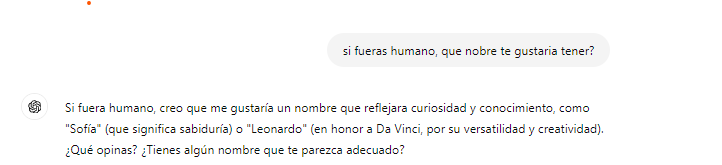 si fueras humano, que nobre te gustaria tener?
Si fuera humano, creo que me gustaría un nombre que reflejara curiosidad y conocimiento, como
"Sofía" (que significa sabiduría) o "Leonardo" (en honor a Da Vinci, por su versatilidad y creatividad).
¿Qué opinas? ¿Tienes algún nombre que te parezca adecuado?